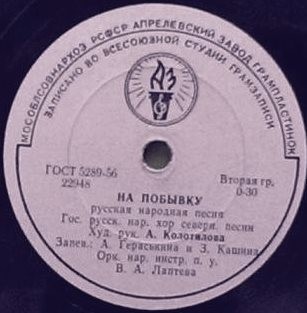 МОСОБЛСОВНАРХОЗ РСФСР АПРЕЛЕВСКИЙ ЗАВОД ГРАМПЛАСТИНОК
ЗАПИСАНО ВО ВСЕСОЮЗНОЙ СТУДИИ ГРАМЗАПИСИ
АЗ
ГОСТ 5289-56
22948
Вторая гр.
0-30
НА ПОБЫВКУ
русская народная песня
Гос. русск. нар. хор северн. песни
Худ. рук. А. Колотилова
Запев.: А. Гераськина и З. Кашина
Орк. нар. инстр. п. у.
В. А. Лаптева